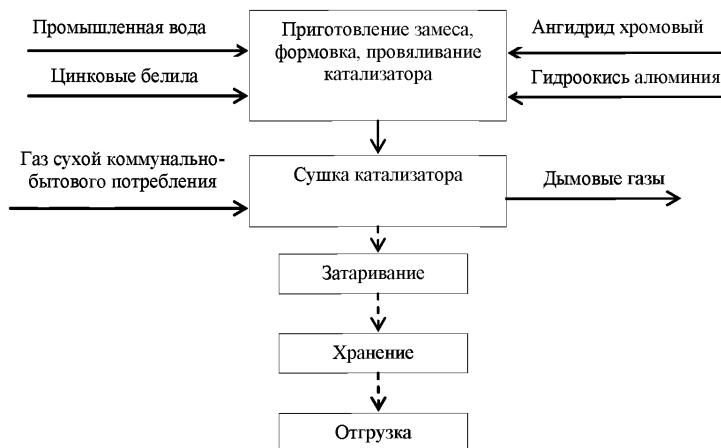 Промышленная вода
Цинковые белила
Приготовление замеса,
формовка, провяливание
катализатора
Ангидрид хромовый
Гидроокись алюминия
Газ сухой коммунально-
бытового потребления
Сушка катализатора
Дымовые газы
Затаривание
Хранение
Отгрузка